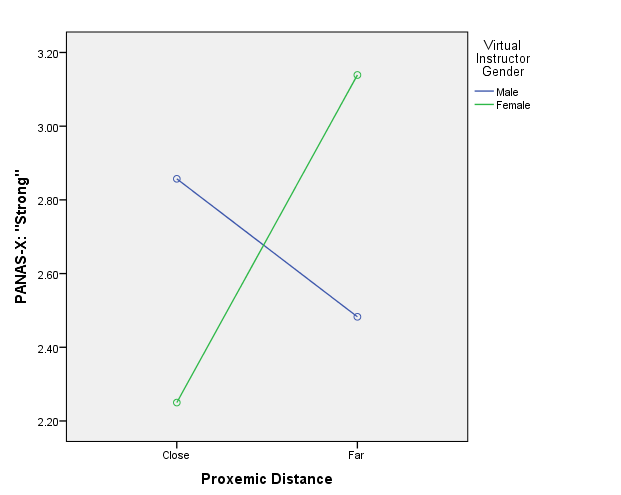 3.20
3.00
2.80
2.60
2.40
2.20
PANAS-X: "Strong"
Close
Far
Proxemic Distance
Virtual
Instructor
Gender
Male
Female